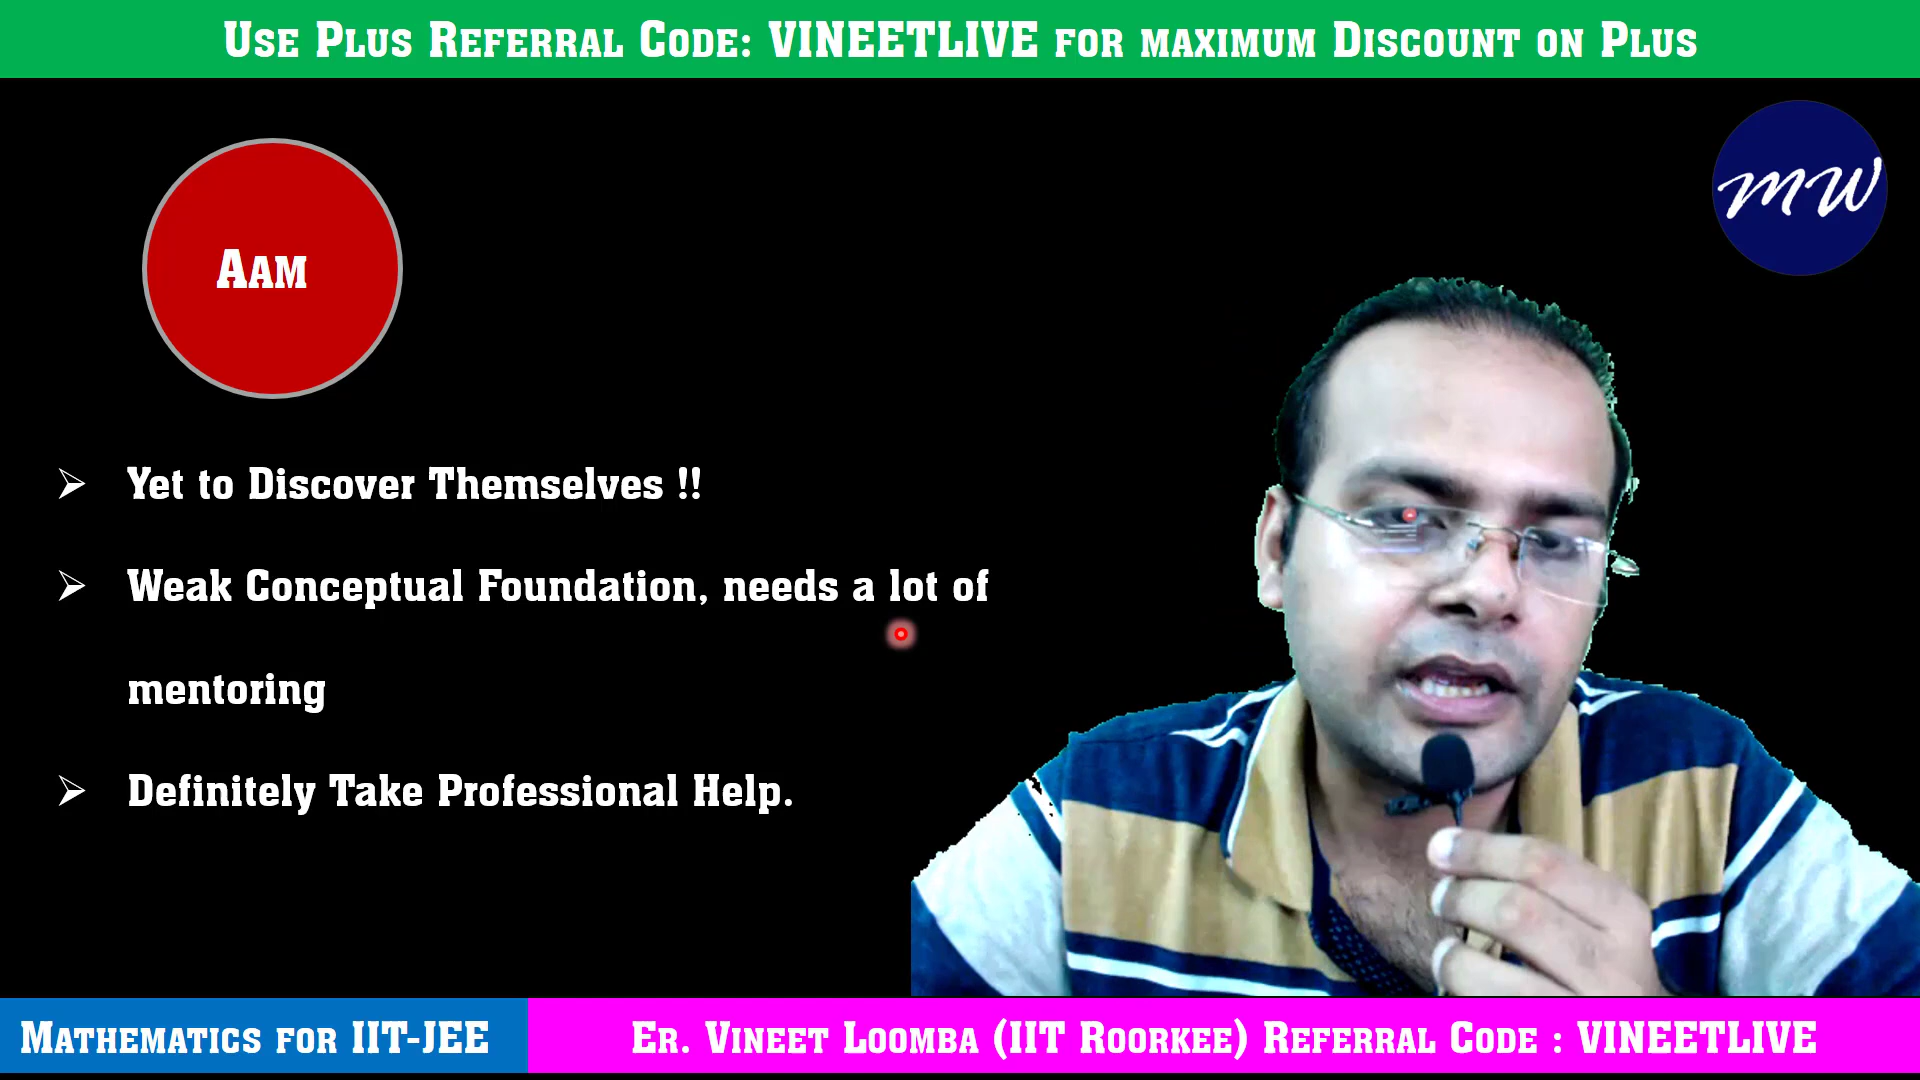 USE PLUS REFERRAL CODE: VINEETLIVE FOR MAXIMUM DISCOUNT ON PLUS
MW
AAM
Yet to Discover Themselves !!
Weak Conceptual Foundation, needs a lot of
mentoring
Definitely Take Professional Help.
MATHEMATICS FOR IIT-JEE
ER. VINEET LOOMBA (IIT ROORKEE) REFERRAL CODE : VINEETLIVE